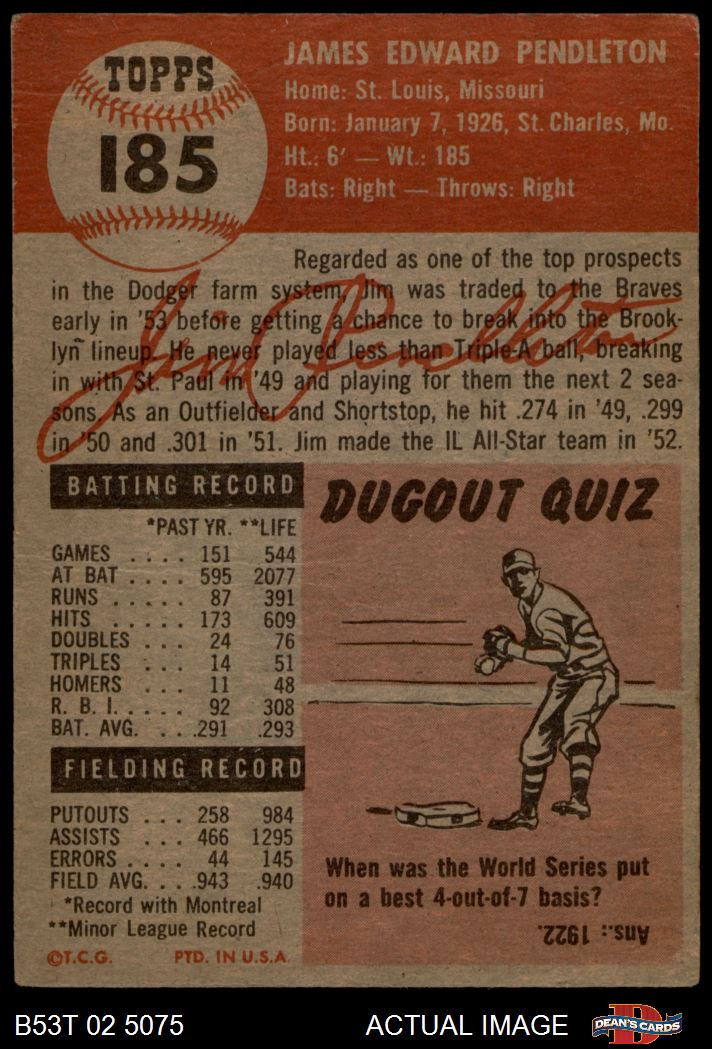 TOPPS
185
JAMES EDWARD PENDLETON
Home: St. Louis, Missouri
Born: January 7, 1926, St. Charles, Mo.
Ht.: 6' — Wt.: 185
Bats: Right — Throws: Right
Regarded as one of the top prospects
in the Dodger farm system, Jim was traded to the Braves
early in '53 before getting a chance to break into the Brook-
lyn lineup. He never played less than Triple-A ball, breaking
in with St. Paul in '49 and playing for them the next 2 sea-
sons. As an Outfielder and Shortstop, he hit .274 in '49, .299
in '50 and .301 in '51. Jim made the IL All-Star team in '52.
Jim Pendleton
BATTING RECORD
*PAST YR. **LIFE
GAMES . . . . 151 544
AT BAT . . . . 595 2077
RUNS . . . . . 87 391
HITS . . . . . 173 609
DOUBLES . . . 24 76
TRIPLES . . . 14 51
HOMERS . . . 11 48
R. B. I. . . . . 92 308
BAT. AVG. . . .291 .293
FIELDING RECORD
PUTOUTS . . . 258 984
ASSISTS . . . 466 1295
ERRORS . . . . 44 145
FIELD AVG. . . .943 .940
*Record with Montreal
**Minor League Record
©T.C.G. PTD. IN U.S.A.
DUGOUT QUIZ
When was the World Series put
on a best 4-out-of-7 basis?
Ans.: 1922.
B53T 02 5075 ACTUAL IMAGE
D
DEAN'S CARDS